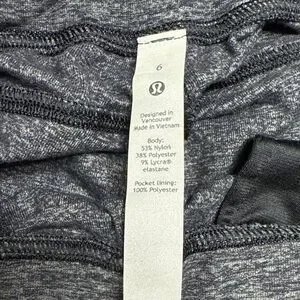 6
Designed in
Vancouver
Made in Vietnam
Body:
53% Nylon
38% Polyester
9% Lycra®
elastane
Pocket lining:
100% Polyester